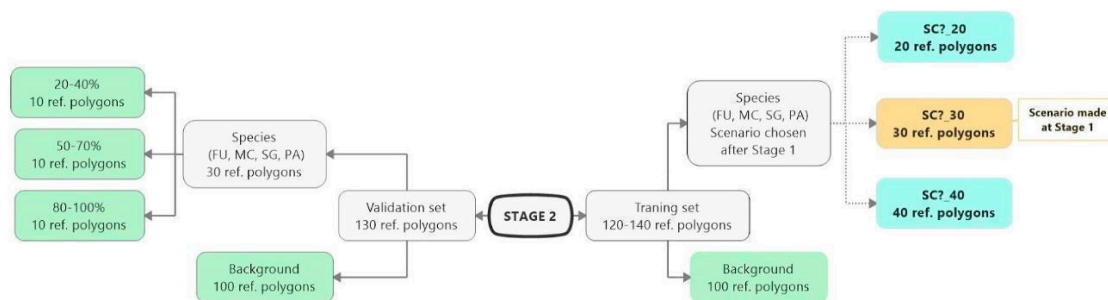 20-40%
10 ref. polygons
50-70%
10 ref. polygons
80-100%
10 ref. polygons
Species
(FU, MC, SG, PA)
30 ref. polygons
Validation set
130 ref. polygons
Background
100 ref. polygons
STAGE 2
Traning set
120-140 ref. polygons
Background
100 ref. polygons
Species
(FU, MC, SG, PA)
Scenario chosen
after Stage 1
SC?_20
20 ref. polygons
SC?_30
30 ref. polygons
Scenario made
at Stage 1
SC?_40
40 ref. polygons